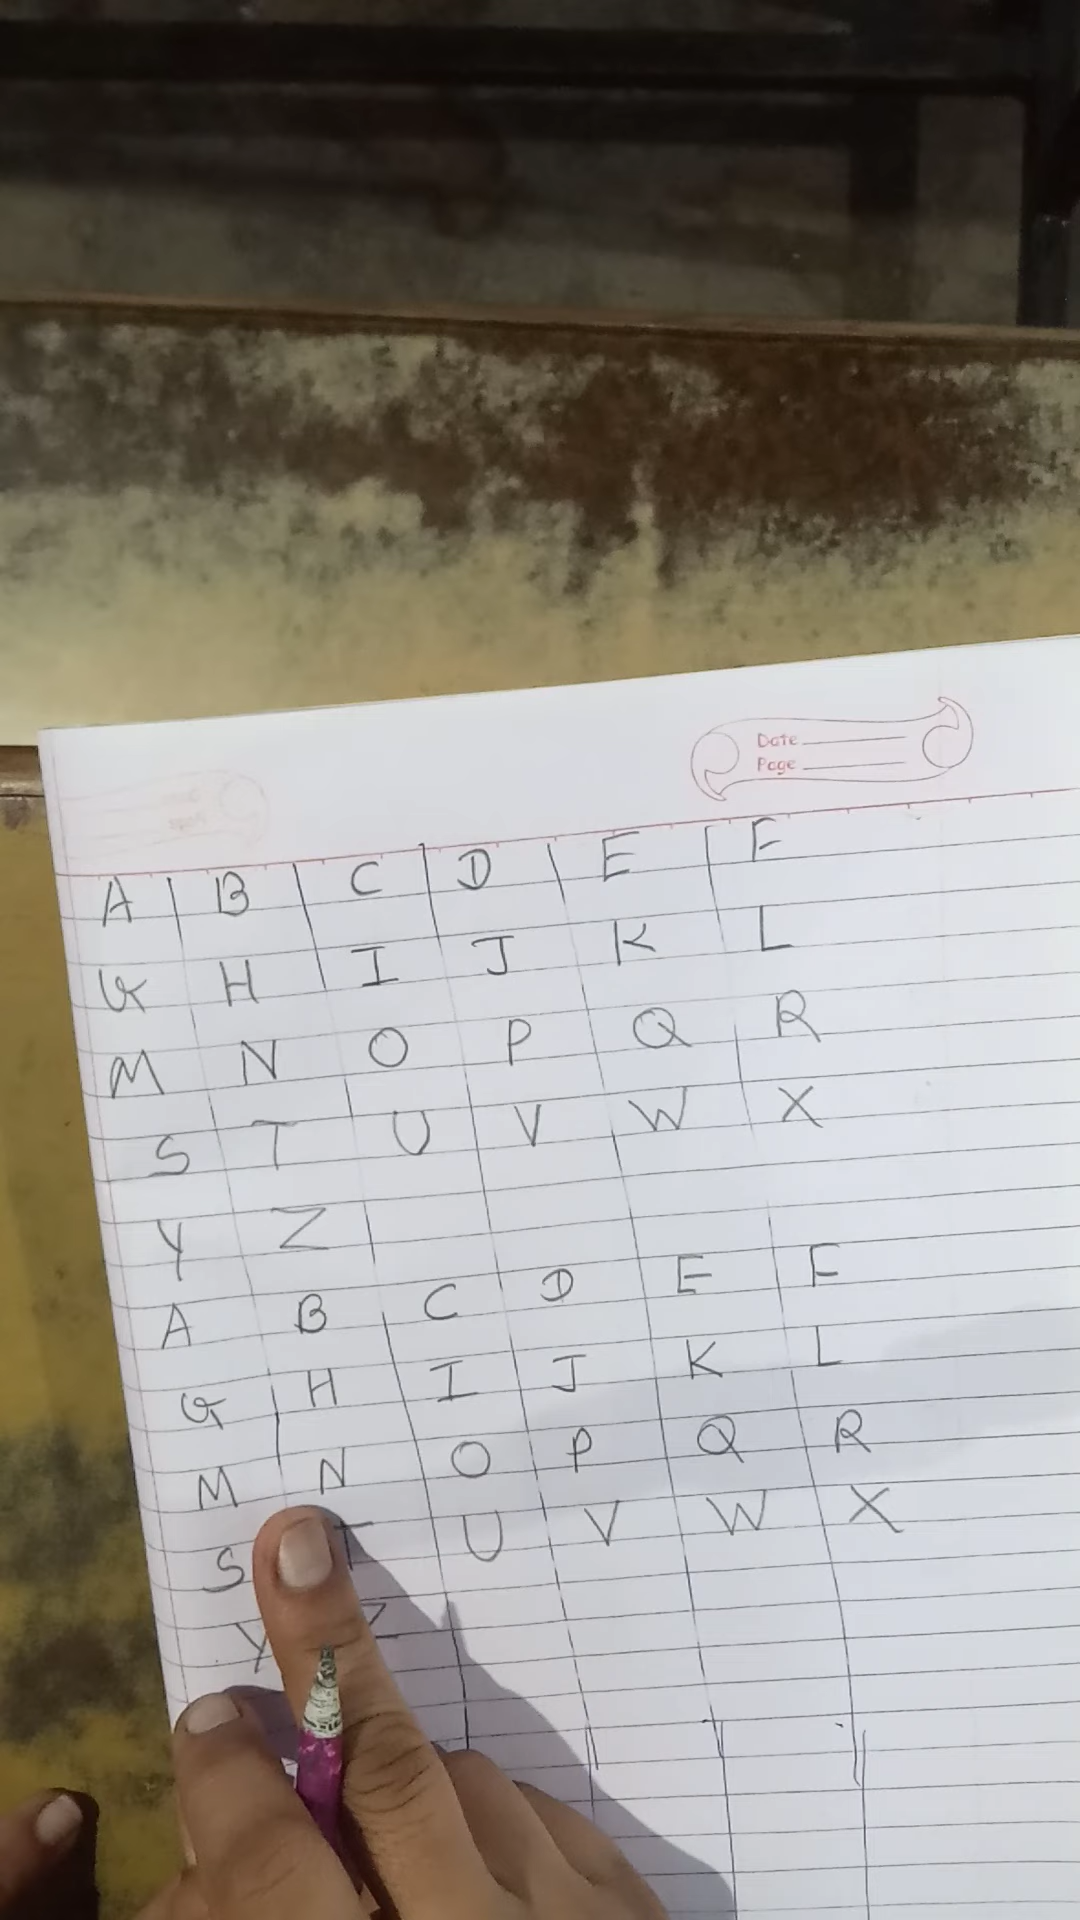 Date
Page
A B C D E F
G H I J K L
M N O P Q R
S T U V W X
Y Z
A B C D E F
G H I J K L
M N O P Q R
S T U V W X
Y Z